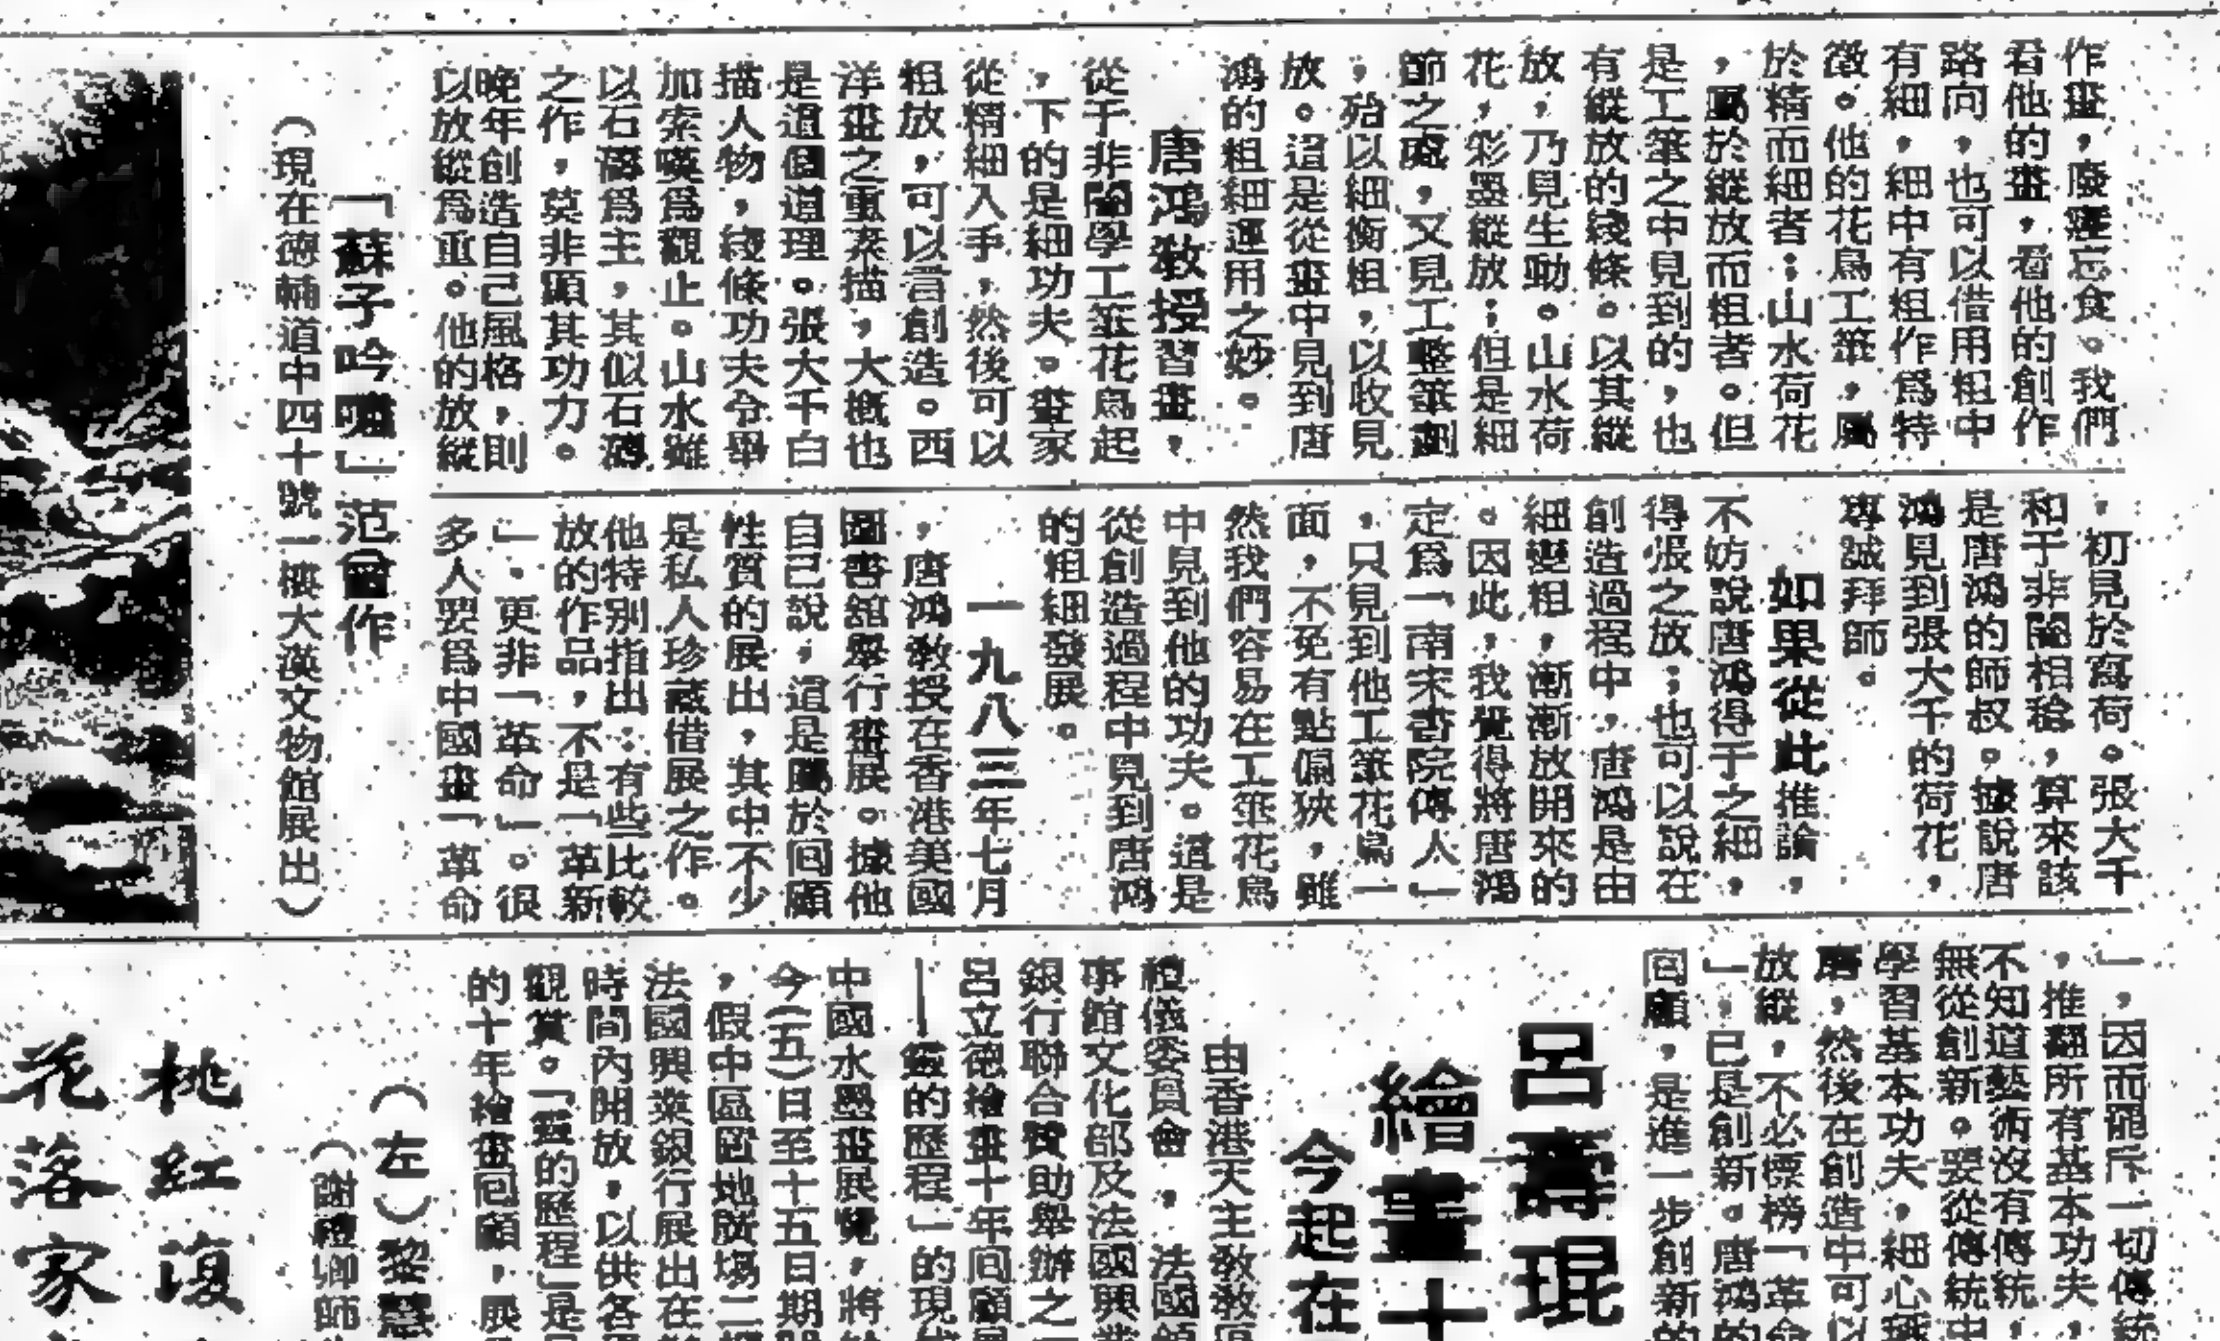 作畫，廢寢忘食。我們
看他的畫，看他的創作
路向，也可以借用粗中
有細，細中有粗作爲特
徵。他的花鳥工筆，屬
於精而細者；山水荷花
，屬於縱放而粗者。但
是工筆之中見到的，也
有縱放的綫條。以其縱
放，乃見生動。山水荷
花，彩墨縱放；但是細
節之處，又見工整筆劃
，殆以細衡粗，以收見
放。這是從畫中見到唐
鴻的粗細運用之妙。
唐鴻敎授習畫，
從于非闇學工筆花鳥起
，下的是細功夫。畫家
從精細入手，然後可以
粗放，可以言創造。西
洋畫之重素描，大槪也
是這個道理。張大千白
描人物，綫條功夫令擧
加索嘆爲觀止。山水雖
以石濤爲主，其似石濤
之作，莫非顯其功力。
晚年創造自己風格，則
以放縱爲重。他的放縱
，初見於寫荷。張大千
和于非闇相稔，算來該
是唐鴻的師叔。據說唐
鴻見到張大千的荷花，
專誠拜師。
如果從此推論，
不妨說唐鴻得于之細，
得張之放；也可以說在
創造過程中，唐鴻是由
細變粗，漸漸放開來的
。因此，我覺得將唐鴻
定爲「南宋書院傳人」
，只見到他工筆花鳥一
面，不免有點偏狹，雖
然我們容易在工筆花鳥
中見到他的功夫。這是
從創造過程中見到唐鴻
的粗細發展。
一九八三年七月
，唐鴻敎授在香港美國
圖書舘擧行畫展。據他
自己說，這是屬於囘顧
性質的展出，其中不少
是私人珍藏借展之作。
他特別指出：有些比較
放的作品，不是「革新
」，更非「革命」。很
多人要爲中國畫「革命
」，因而罷斥一切傳統
，推翻所有基本功夫，
不知道藝術沒有傳統，
無從創新。要從傳統中
學習基本功夫，細心
磨，然後在創造中可以
放縱，不必標榜「革命
」，已是創新。唐鴻的
囘顧，是進一步創新的
「蘇子吟嘯」范曾作
（現在德輔道中四十號一樓大漢文物館展出）
呂壽琨
繪畫十
今起在
由香港天主敎敎區
禮儀委員會，法國領
事館文化部及法國興業
銀行聯合贊助擧辦之
呂立德繪畫十年囘顧展
—的歷程」的現代
中國水墨畫展覽，將
今（五）日至十五日期間
，假中區置地廣塲二樓
法國興業銀行展出在
時間內開放，以供各界
觀賞。「的歷程」是
的十年繪畫囘顧，展
（左）黎慧
（謝禮卿師
桃紅復
花落家